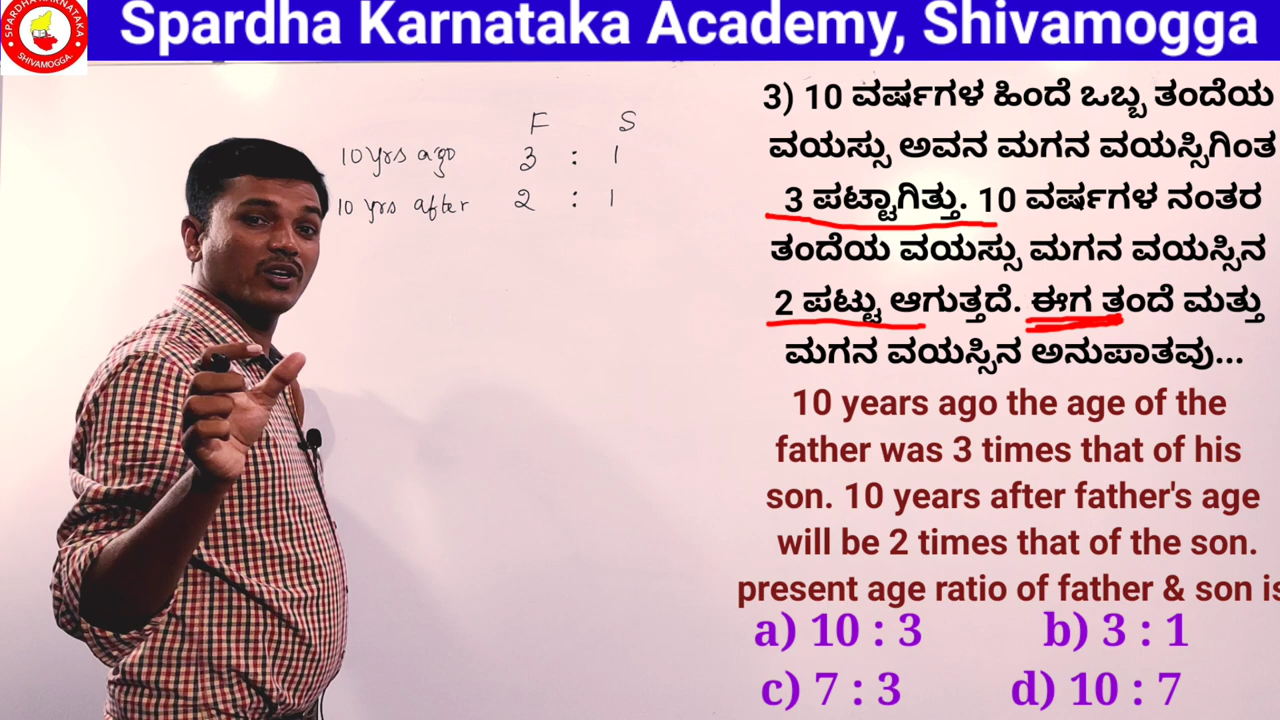 SPARDHA KARNATAKA
SHIVAMOGGA.
Spardha Karnataka Academy, Shivamogga
F S
10 yrs ago 3 : 1
10 yrs after 2 : 1
3) 10 ವರ್ಷಗಳ ಹಿಂದೆ ಒಬ್ಬ ತಂದೆಯ
ವಯಸ್ಸು ಅವನ ಮಗನ ವಯಸ್ಸಿಗಿಂತ
3 ಪಟ್ಟಾಗಿತ್ತು. 10 ವರ್ಷಗಳ ನಂತರ
ತಂದೆಯ ವಯಸ್ಸು ಮಗನ ವಯಸ್ಸಿನ
2 ಪಟ್ಟು ಆಗುತ್ತದೆ. ಈಗ ತಂದೆ ಮತ್ತು
ಮಗನ ವಯಸ್ಸಿನ ಅನುಪಾತವು...
10 years ago the age of the
father was 3 times that of his
son. 10 years after father's age
will be 2 times that of the son.
present age ratio of father & son is
a) 10 : 3 b) 3 : 1
c) 7 : 3 d) 10 : 7